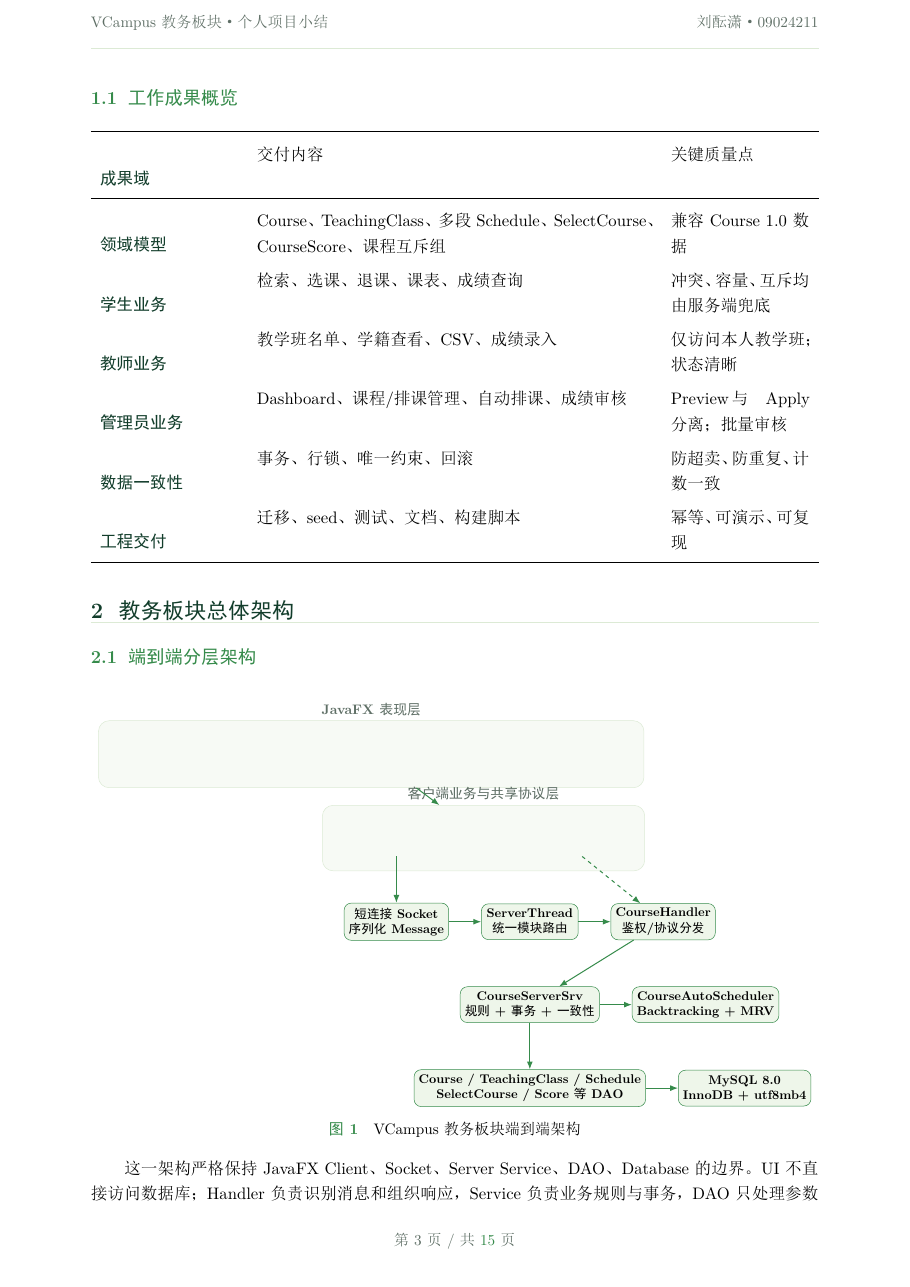 VCampus 教务板块 • 个人项目小结
刘酝潇 • 09024211
1.1 工作成果概览
成果域
交付内容
关键质量点
领域模型
Course、TeachingClass、多段 Schedule、SelectCourse、
CourseScore、课程互斥组
兼容 Course 1.0 数
据
学生业务
检索、选课、退课、课表、成绩查询
冲突、容量、互斥均
由服务端兜底
教师业务
教学班名单、学籍查看、CSV、成绩录入
仅访问本人教学班；
状态清晰
管理员业务
Dashboard、课程/排课管理、自动排课、成绩审核
Preview 与 Apply
分离；批量审核
数据一致性
事务、行锁、唯一约束、回滚
防超卖、防重复、计
数一致
工程交付
迁移、seed、测试、文档、构建脚本
幂等、可演示、可复
现
2 教务板块总体架构
2.1 端到端分层架构
JavaFX 表现层
客户端业务与共享协议层
短连接 Socket
序列化 Message
ServerThread
统一模块路由
CourseHandler
鉴权/协议分发
CourseServerSrv
规则 + 事务 + 一致性
CourseAutoScheduler
Backtracking + MRV
Course / TeachingClass / Schedule
SelectCourse / Score 等 DAO
MySQL 8.0
InnoDB + utf8mb4
图 1 VCampus 教务板块端到端架构
这一架构严格保持 JavaFX Client、Socket、Server Service、DAO、Database 的边界。UI 不直
接访问数据库；Handler 负责识别消息和组织响应，Service 负责业务规则与事务，DAO 只处理参数
第 3 页 / 共 15 页